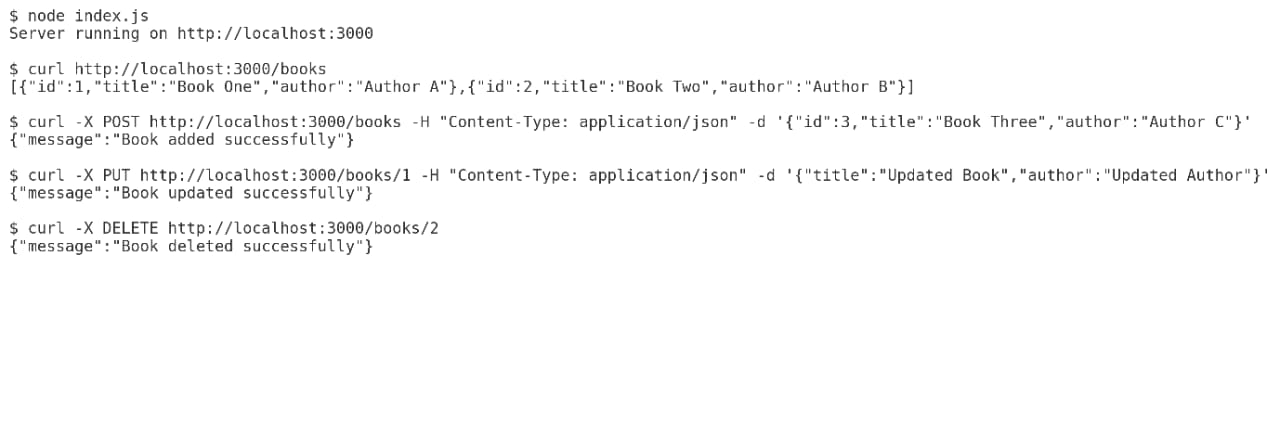 $ node index.js
Server running on http://localhost:3000
$ curl http://localhost:3000/books
[{"id":1,"title":"Book One","author":"Author A"},{"id":2,"title":"Book Two","author":"Author B"}]
$ curl -X POST http://localhost:3000/books -H "Content-Type: application/json" -d '{"id":3,"title":"Book Three","author":"Author C"}'
{"message":"Book added successfully"}
$ curl -X PUT http://localhost:3000/books/1 -H "Content-Type: application/json" -d '{"title":"Updated Book","author":"Updated Author"}'
{"message":"Book updated successfully"}
$ curl -X DELETE http://localhost:3000/books/2
{"message":"Book deleted successfully"}